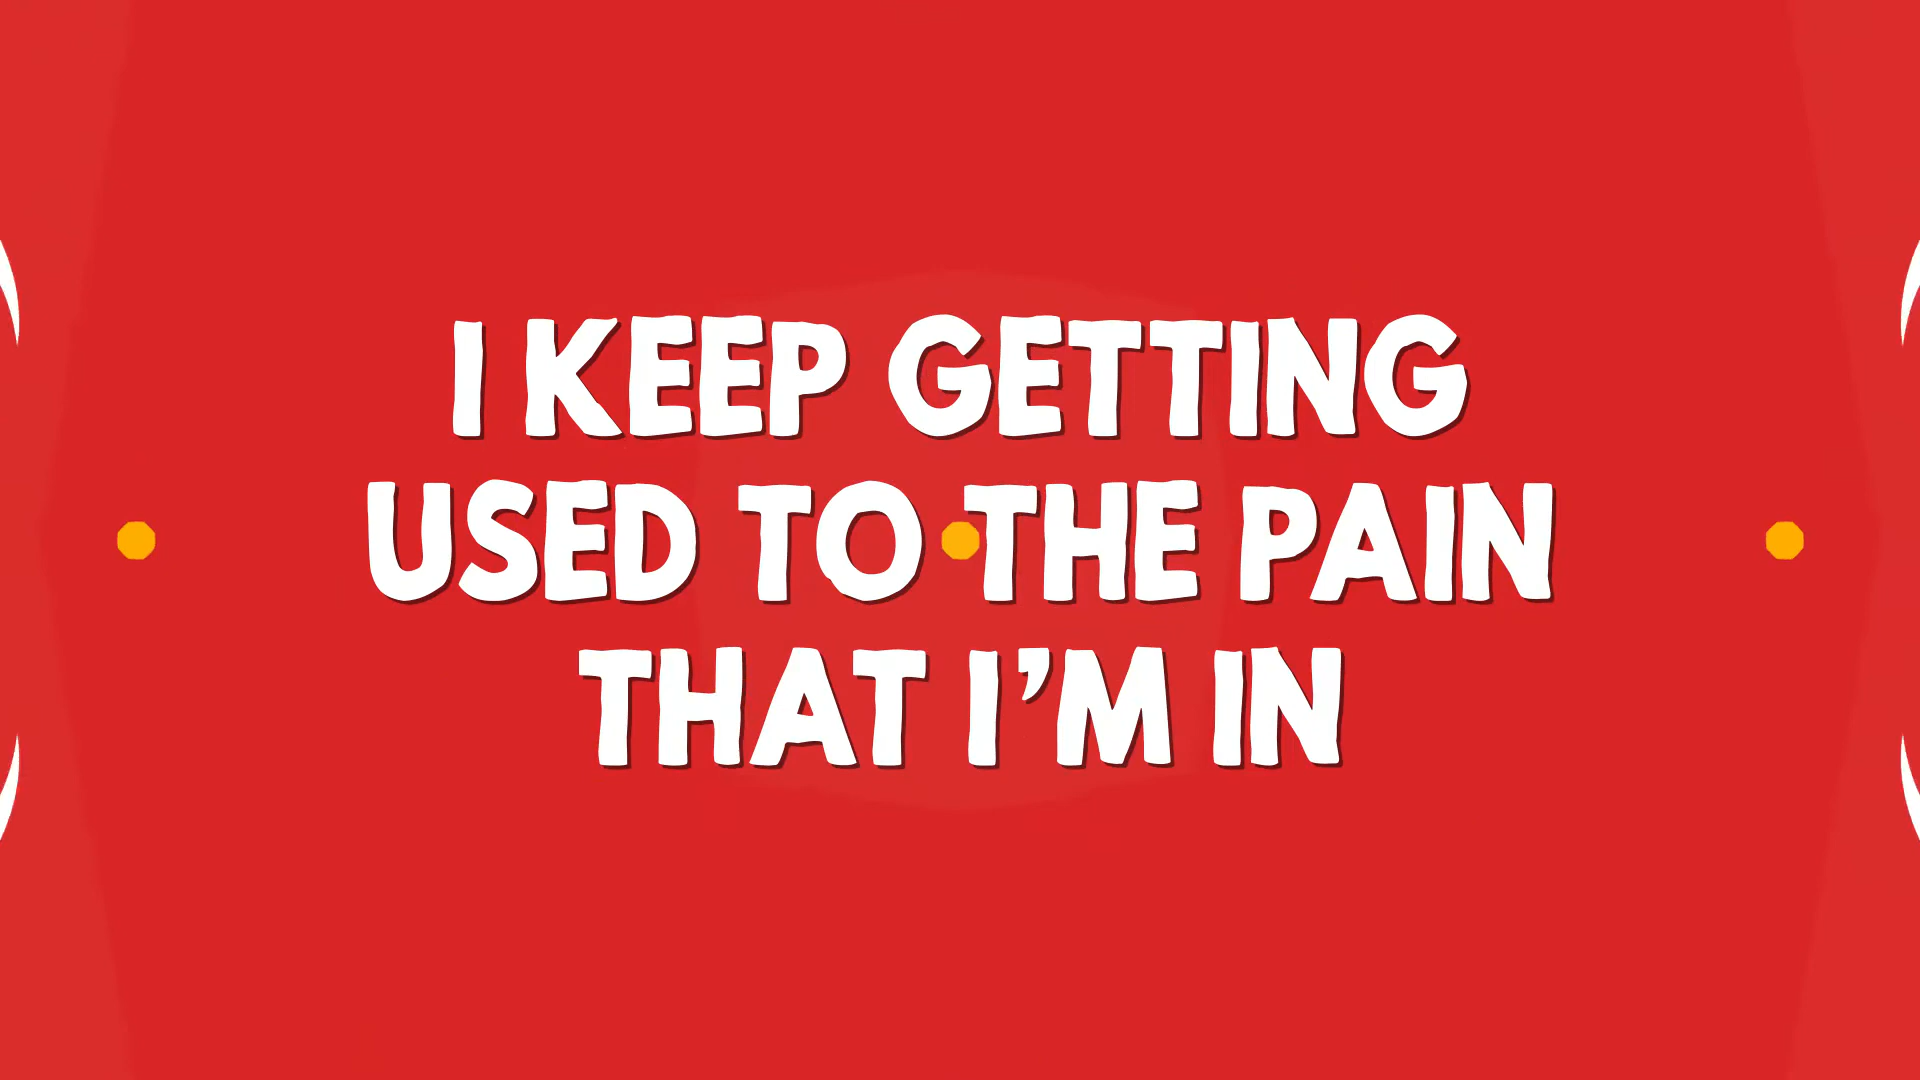 I KEEP GETTING
USED TO THE PAIN
THAT I’M IN